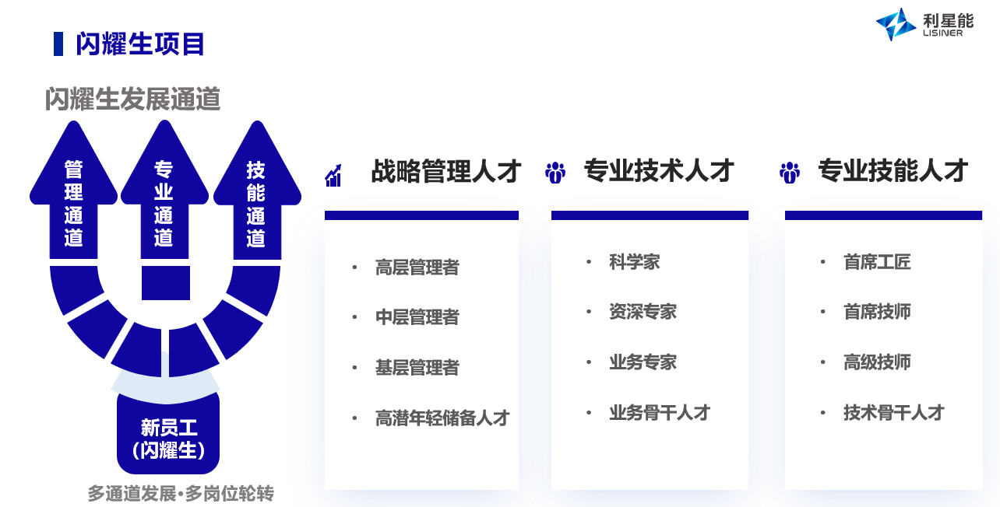 闪耀生项目
利星能
LISINER
闪耀生发展通道
管理通道
专业通道
技能通道
新员工
(闪耀生)
多通道发展·多岗位轮转
战略管理人才
• 高层管理者
• 中层管理者
• 基层管理者
• 高潜年轻储备人才
专业技术人才
• 科学家
• 资深专家
• 业务专家
• 业务骨干人才
专业技能人才
• 首席工匠
• 首席技师
• 高级技师
• 技术骨干人才